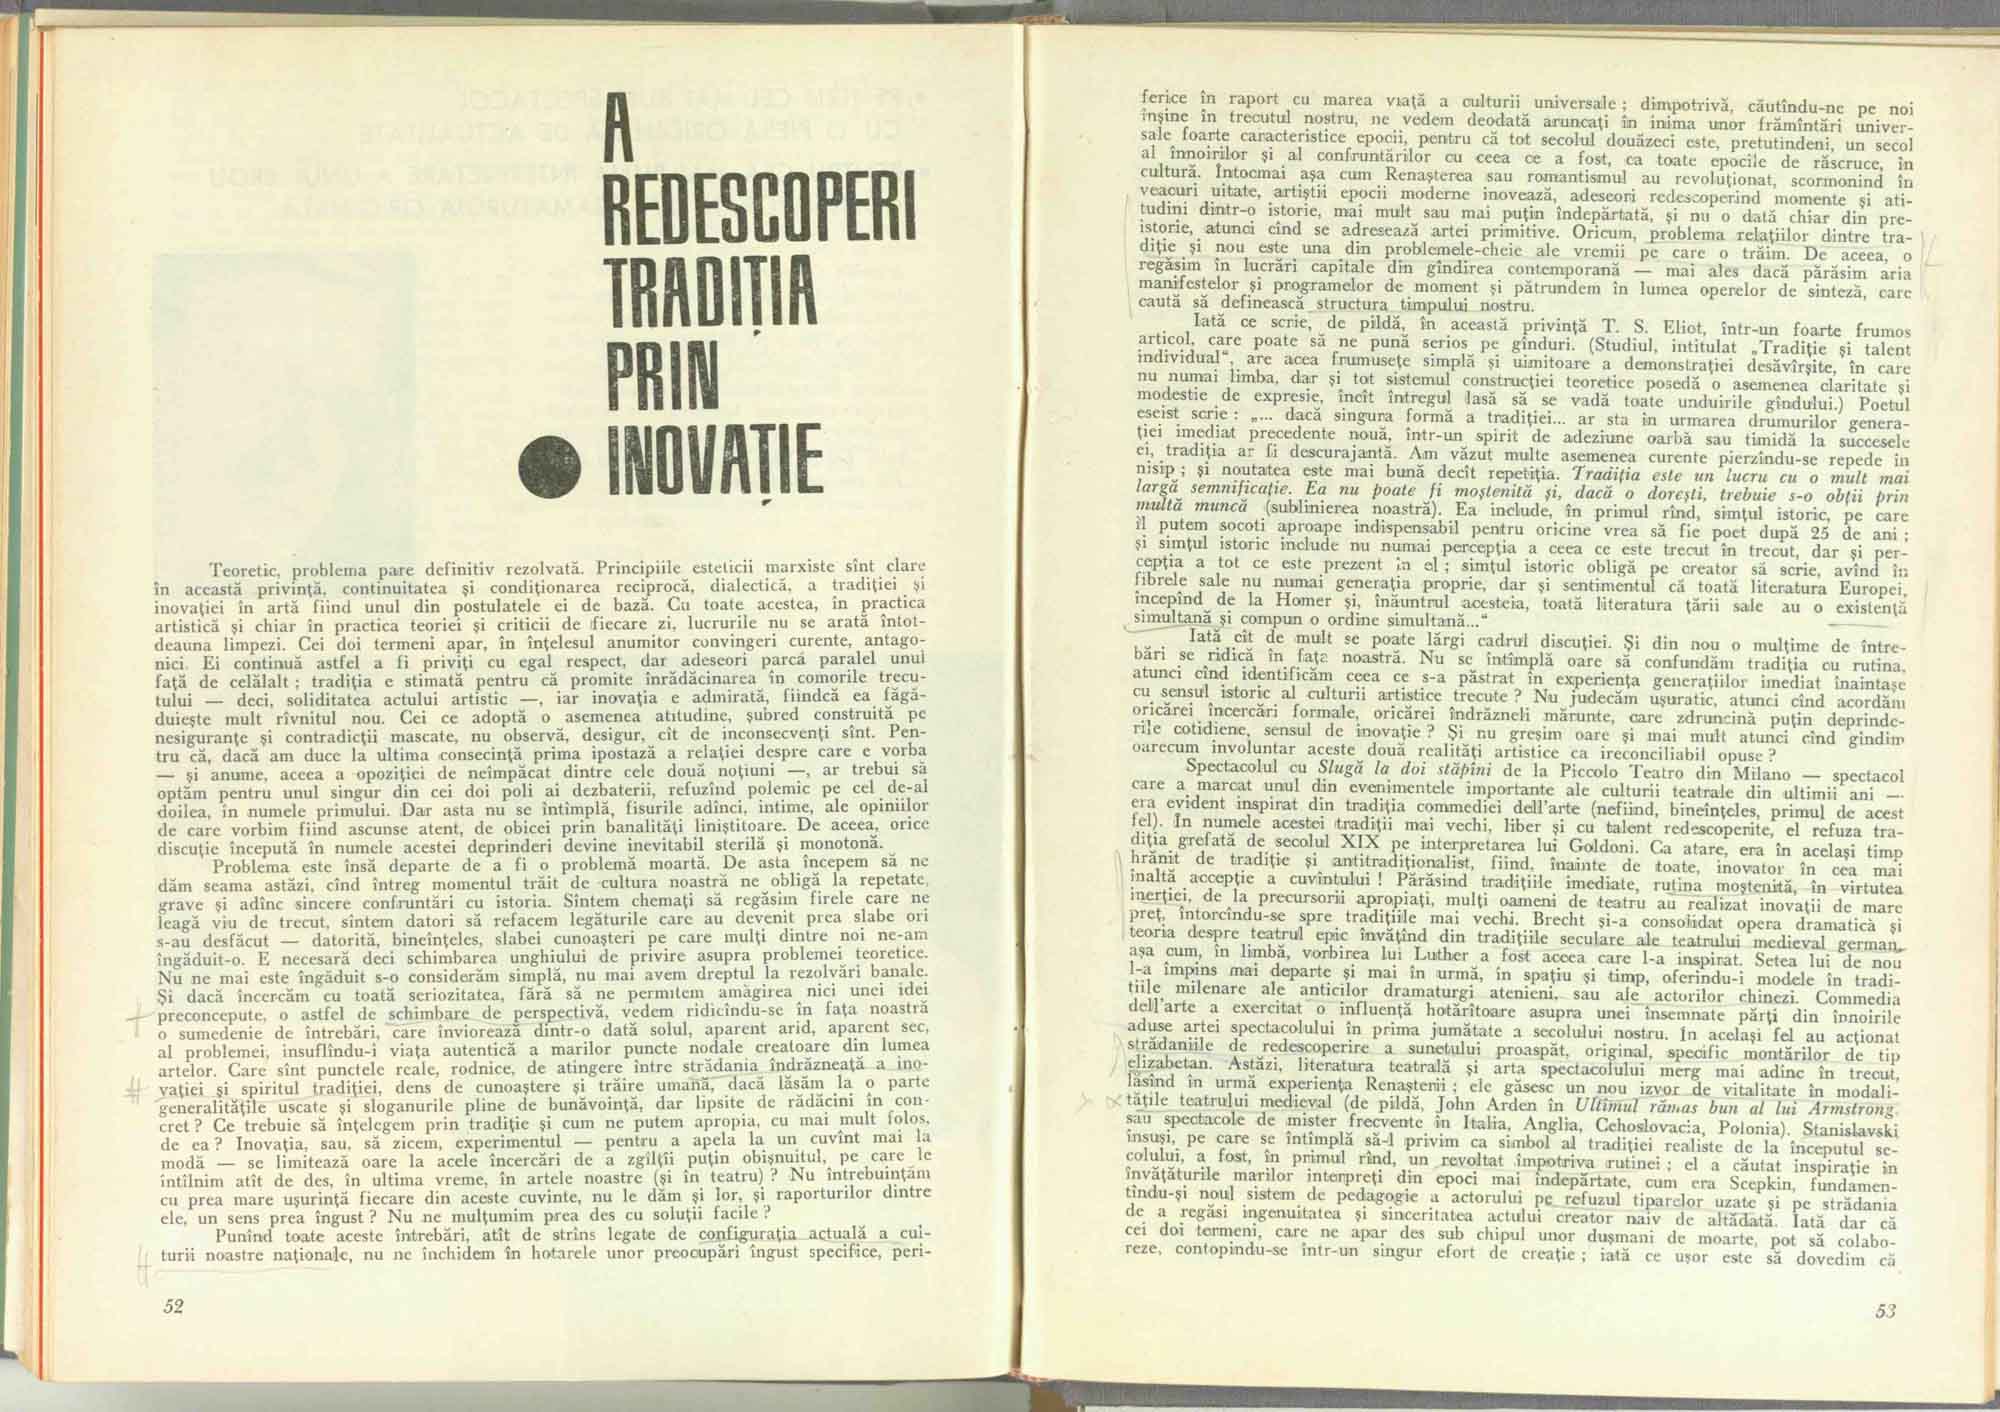 A
REDESCOPERI
TRADIȚIA
PRIN
INOVAȚIE
Teoretic, problema pare definitiv rezolvată. Principiile esteticii marxiste sînt clare
în această privință, continuitatea și condiționarea reciprocă, dialectică, a tradiției și
inovației în artă fiind unul din postulatele ei de bază. Cu toate acestea, în practica
artistică și chiar în practica teoriei și criticii de fiecare zi, lucrurile nu se arată întot-
deauna limpezi. Cei doi termeni apar, în înțelesul anumitor convingeri curente, antago-
nici. Ei continuă astfel a fi priviți cu egal respect, dar adeseori parcă paralel unul
față de celălalt ; tradiția e stimată pentru că promite înrădăcinarea în comorile trecu-
tului — deci, soliditatea actului artistic —, iar inovația e admirată, fiindcă ea făgă-
duiește mult rîvnitul nou. Cei ce adoptă o asemenea atitudine, șubred construită pe
nesiguranțe și contradicții mascate, nu observă, desigur, cît de inconsecvenți sînt. Pen-
tru că, dacă am duce la ultima consecință prima ipostază a relației despre care e vorba
— și anume, aceea a opoziției de neîmpăcat dintre cele două noțiuni —, ar trebui să
optăm pentru unul singur din cei doi poli ai dezbaterii, refuzînd polemic pe cel de-al
doilea, în numele primului. Dar asta nu se întîmplă, fisurile adînci, intime, ale opiniilor
de care vorbim fiind ascunse atent, de obicei prin banalități liniștitoare. De aceea, orice
discuție începută în numele acestei deprinderi devine inevitabil sterilă și monotonă.
Problema este însă departe de a fi o problemă moartă. De asta începem să ne
dăm seama astăzi, cînd întreg momentul trăit de cultura noastră ne obligă la repetate,
grave și adînc sincere confruntări cu istoria. Sîntem chemați să regăsim firele care ne
leagă viu de trecut, sîntem datori să refacem legăturile care au devenit prea slabe ori
s-au desfăcut — datorită, bineînțeles, slabei cunoașteri pe care mulți dintre noi ne-am
îngăduit-o. E necesară deci schimbarea unghiului de privire asupra problemei teoretice.
Nu ne mai este îngăduit s-o considerăm simplă, nu mai avem dreptul la rezolvări banale.
Și dacă încercăm cu toată seriozitatea, fără să ne permitem amăgirea nici unei idei
preconcepute, o astfel de schimbare de perspectivă, vedem ridicîndu-se în fața noastră
o sumedenie de întrebări, care înviorează dintr-o dată solul, aparent arid, aparent sec,
al problemei, insuflîndu-i viața autentică a marilor puncte nodale creatoare din lumea
artelor. Care sînt punctele reale, rodnice, de atingere între strădania îndrăzneață a ino-
vației și spiritul tradiției, dens de cunoaștere și trăire umană, dacă lăsăm la o parte
generalitățile uscate și sloganurile pline de bunăvoință, dar lipsite de rădăcini în con-
cret ? Ce trebuie să înțelegem prin tradiție și cum ne putem apropia, cu mai mult folos,
de ea ? Inovația, sau, să zicem, experimentul — pentru a apela la un cuvînt mai la
modă — se limitează oare la acele încercări de a zgîlții puțin obișnuitul, pe care le
întîlnim atît de des, în ultima vreme, în artele noastre (și în teatru) ? Nu întrebuințăm
cu prea mare ușurință fiecare din aceste cuvinte, nu le dăm și lor, și raporturilor dintre
ele, un sens prea îngust ? Nu ne mulțumim prea des cu soluții facile ?
Punînd toate aceste întrebări, atît de strîns legate de configurația actuală a cul-
turii noastre naționale, nu ne închidem în hotarele unor preocupări îngust specifice, peri-
52
ferice în raport cu marea viață a culturii universale ; dimpotrivă, căutîndu-ne pe noi
înșine în trecutul nostru, ne vedem deodată aruncați în inima unor frămîntări univer-
sale foarte caracteristice epocii, pentru că tot secolul douăzeci este, pretutindeni, un secol
al înnoirilor și al confruntărilor cu ceea ce a fost, ca toate epocile de răscruce, în
cultură. Întocmai așa cum Renașterea sau romantismul au revoluționat, scormonind în
veacuri uitate, artiștii epocii moderne inovează, adeseori redescoperind momente și ati-
tudini dintr-o istorie, mai mult sau mai puțin îndepărtată, și nu o dată chiar din pre-
istorie, atunci cînd se adresează artei primitive. Oricum, problema relațiilor dintre tra-
diție și nou este una din problemele-cheie ale vremii pe care o trăim. De aceea, o
regăsim în lucrări capitale din gîndirea contemporană — mai ales dacă părăsim aria
manifestelor și programelor de moment și pătrundem în lumea operelor de sinteză, care
caută să definească structura timpului nostru.
Iată ce scrie, de pildă, în această privință T. S. Eliot, într-un foarte frumos
articol, care poate să ne pună serios pe gînduri. (Studiul, intitulat „Tradiție și talent
individual“, are acea frumusețe simplă și uimitoare a demonstrației desăvîrșite, în care
nu numai limba, dar și tot sistemul construcției teoretice posedă o asemenea claritate și
modestie de expresie, încît întregul lasă să se vadă toate unduirile gîndului.) Poetul
eseist scrie : „... dacă singura formă a tradiției... ar sta în urmarea drumurilor genera-
ției imediat precedente nouă, într-un spirit de adeziune oarbă sau timidă la succesele
ei, tradiția ar fi descurajantă. Am văzut multe asemenea curente pierzîndu-se repede în
nisip ; și noutatea este mai bună decît repetiția. Tradiția este un lucru cu o mult mai
largă semnificație. Ea nu poate fi moștenită și, dacă o dorești, trebuie s-o obții prin
multă muncă (sublinierea noastră). Ea include, în primul rînd, simțul istoric, pe care
îl putem socoti aproape indispensabil pentru oricine vrea să fie poet după 25 de ani ;
și simțul istoric include nu numai percepția a ceea ce este trecut în trecut, dar și per-
cepția a tot ce este prezent în el ; simțul istoric obligă pe creator să scrie, avînd în
fibrele sale nu numai generația proprie, dar și sentimentul că toată literatura Europei,
începînd de la Homer și, înăuntrul acesteia, toată literatura țării sale au o existență
simultană și compun o ordine simultană...“
Iată cît de mult se poate lărgi cadrul discuției. Și din nou o mulțime de între-
bări se ridică în fața noastră. Nu se întîmplă oare să confundăm tradiția cu rutina,
atunci cînd identificăm ceea ce s-a păstrat în experiența generațiilor imediat înaintașe
cu sensul istoric al culturii artistice trecute ? Nu judecăm ușuratic, atunci cînd acordăm
oricărei încercări formale, oricărei îndrăzneli mărunte, care zdruncină puțin deprinde-
rile cotidiene, sensul de inovație ? Și nu greșim oare și mai mult atunci cînd gîndim
oarecum involuntar aceste două realități artistice ca ireconciliabil opuse ?
Spectacolul cu Slugă la doi stăpîni de la Piccolo Teatro din Milano — spectacol
care a marcat unul din evenimentele importante ale culturii teatrale din ultimii ani —
era evident inspirat din tradiția commediei dell'arte (nefiind, bineînțeles, primul de acest
fel). În numele acestei tradiții mai vechi, liber și cu talent redescoperite, el refuza tra-
diția grefată de secolul XIX pe interpretarea lui Goldoni. Ca atare, era în același timp
hrănit de tradiție și antitradiționalist, fiind, înainte de toate, inovator în cea mai
înaltă accepție a cuvîntului ! Părăsind tradițiile imediate, rutina moștenită, în virtutea
inerției, de la precursorii apropiați, mulți oameni de teatru au realizat inovații de mare
preț, întorcîndu-se spre tradițiile mai vechi. Brecht și-a consolidat opera dramatică și
teoria despre teatrul epic învățînd din tradițiile seculare ale teatrului medieval german,
așa cum, în limbă, vorbirea lui Luther a fost aceea care l-a inspirat. Setea lui de nou
l-a împins mai departe și mai în urmă, în spațiu și timp, oferindu-i modele în tradi-
țiile milenare ale anticilor dramaturgi atenieni, sau ale actorilor chinezi. Commedia
dell'arte a exercitat o influență hotărîtoare asupra unei însemnate părți din înnoirile
aduse artei spectacolului în prima jumătate a secolului nostru. În același fel au acționat
strădaniile de redescoperire a sunetului proaspăt, original, specific montărilor de tip
elizabetan. Astăzi, literatura teatrală și arta spectacolului merg mai adînc în trecut,
lăsînd în urmă experiența Renașterii ; ele găsesc un nou izvor de vitalitate în modali-
tățile teatrului medieval (de pildă, John Arden în Ultimul rămas bun al lui Armstrong,
sau spectacole de mister frecvente în Italia, Anglia, Cehoslovacia, Polonia). Stanislavski
însuși, pe care se întîmplă să-l privim ca simbol al tradiției realiste de la începutul se-
colului, a fost, în primul rînd, un revoltat împotriva rutinei ; el a căutat inspirație în
învățăturile marilor interpreți din epoci mai îndepărtate, cum era Scepkin, fundamen-
tîndu-și noul sistem de pedagogie a actorului pe refuzul tiparelor uzate și pe strădania
de a regăsi ingenuitatea și sinceritatea actului creator naiv de altădată. Iată dar că
cei doi termeni, care ne apar des sub chipul unor dușmani de moarte, pot să colabo-
reze, contopindu-se într-un singur efort de creație ; iată ce ușor este să dovedim că
53